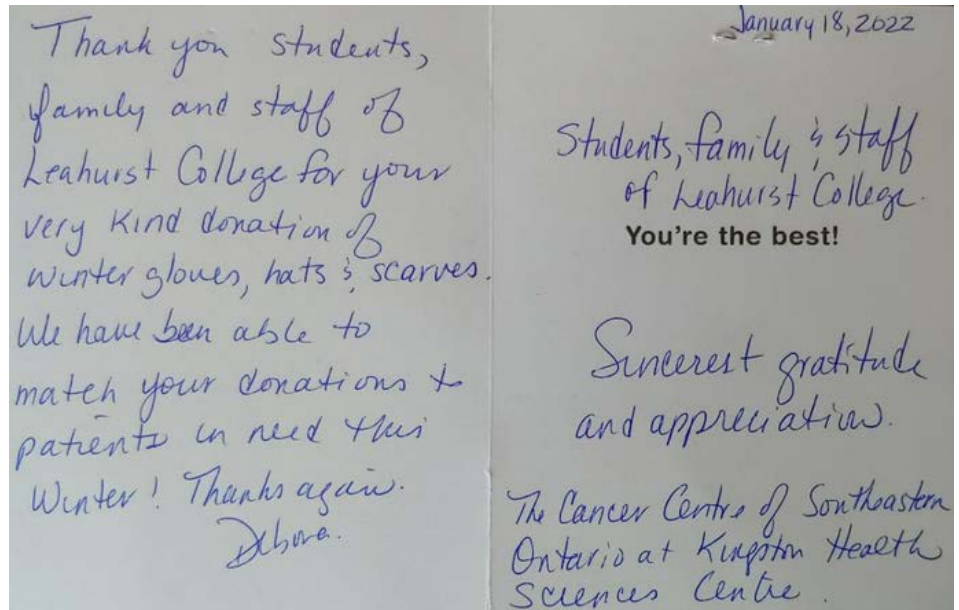 Thank you students,
family and staff of
Leahurst College for your
very kind donation of
winter gloves, hats & scarves.
We have been able to
match your donations to
patients in need this
Winter! Thanks again.
Debora.
January 18, 2022
Students, family & staff
of Leahurst College.
You're the best!
Sincerest gratitude
and appreciation.
The Cancer Centre of Southeastern
Ontario at Kingston Health
Sciences Centre.